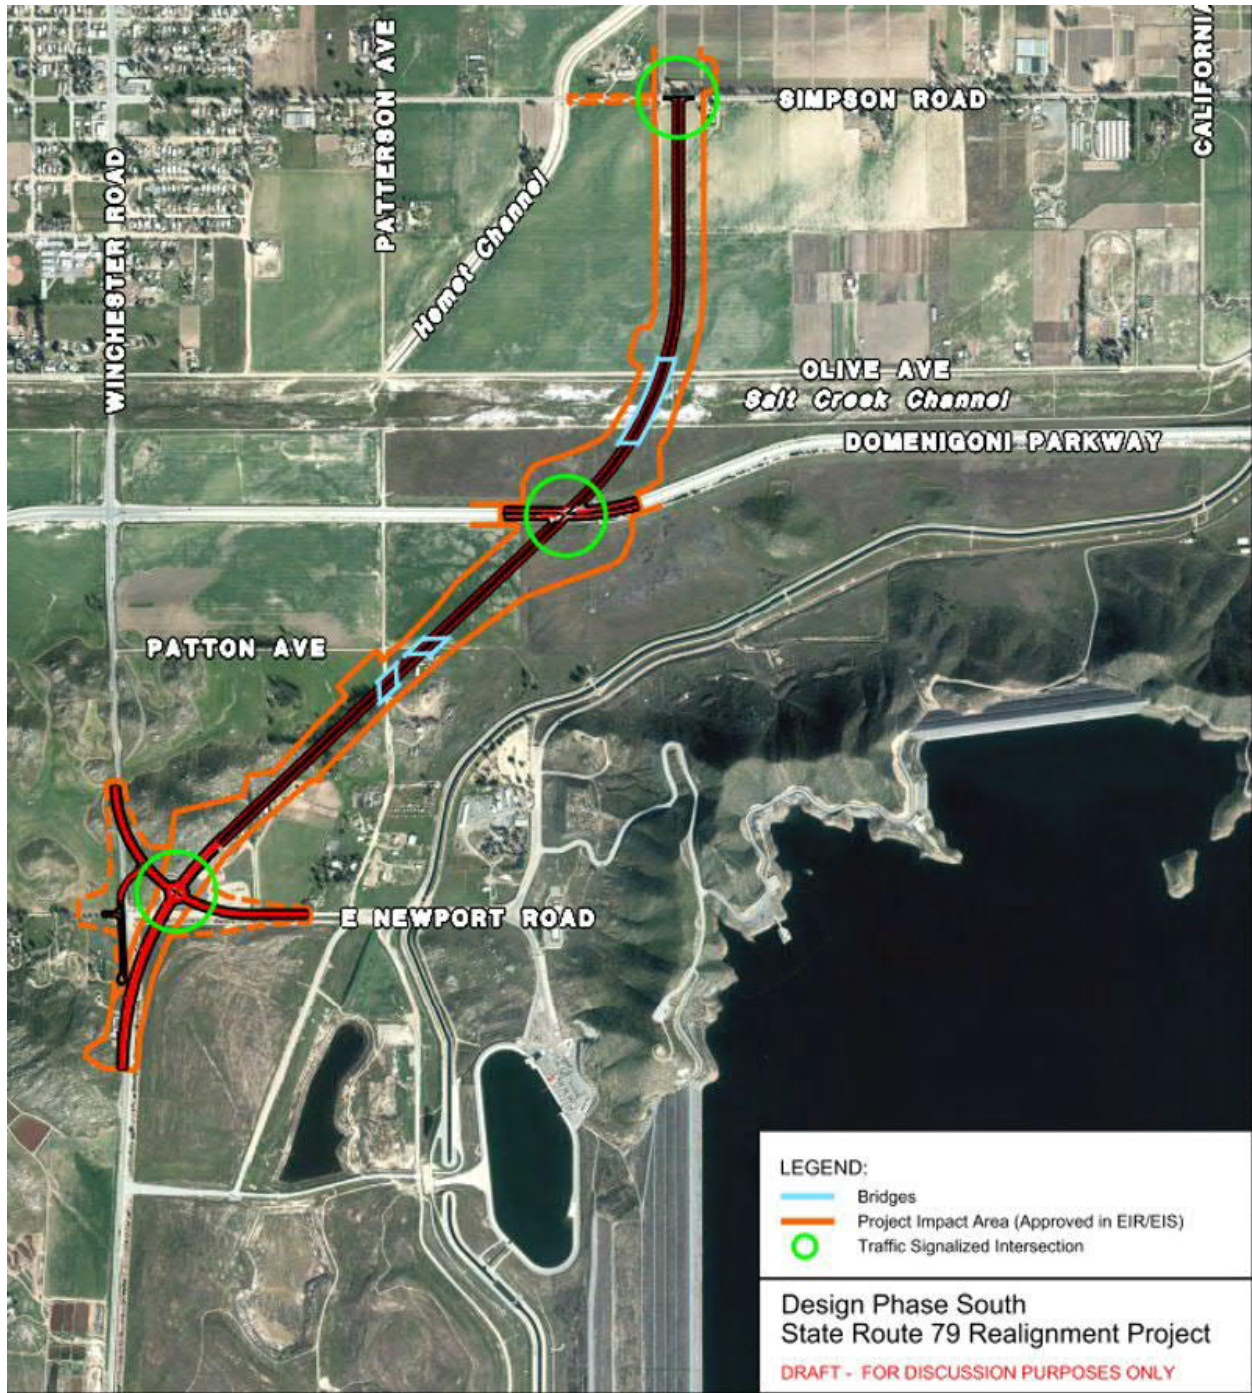 PATTERSON AVE
CALIFORNIA
SIMPSON ROAD
WINCHESTER ROAD
Hemet Channel
OLIVE AVE
Salt Creek Channel
DOMENIGONI PARKWAY
PATTON AVE
E NEWPORT ROAD
LEGEND:
Bridges
Project Impact Area (Approved in EIR/EIS)
Traffic Signalized Intersection
Design Phase South
State Route 79 Realignment Project
DRAFT - FOR DISCUSSION PURPOSES ONLY